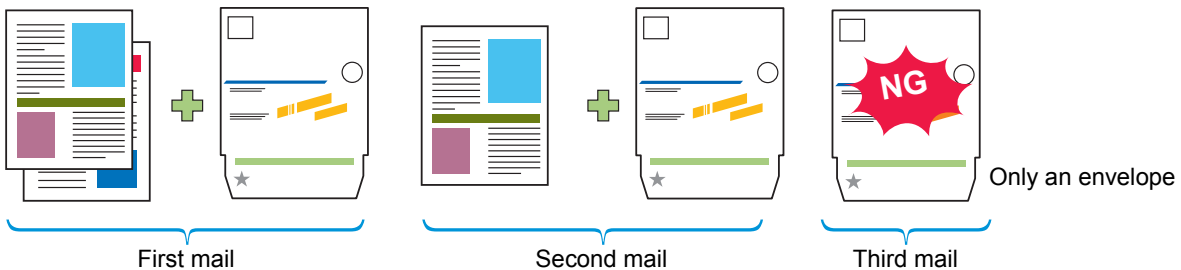 NG
Only an envelope
First mail
Second mail
Third mail